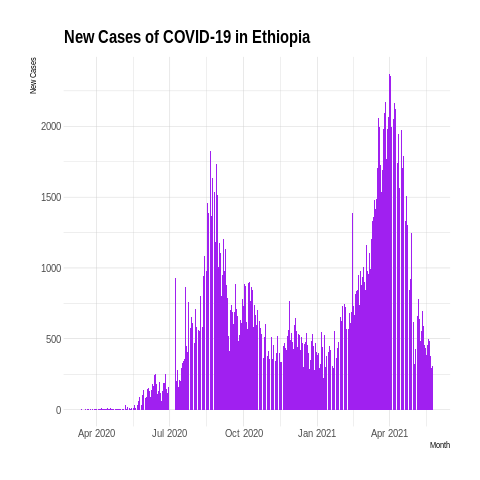 New Cases of COVID-19 in Ethiopia
New Cases
2000
1500
1000
500
0
Apr 2020 Jul 2020 Oct 2020 Jan 2021 Apr 2021
Month